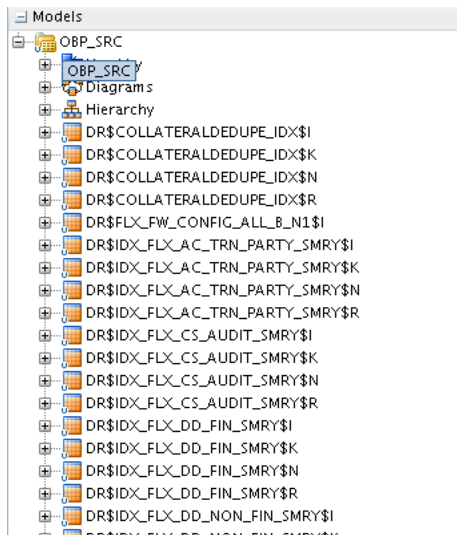 Models
OBP_SRC
OBP_SRC
Diagrams
Hierarchy
DR$COLLATERALDEDUPE_IDX$I
DR$COLLATERALDEDUPE_IDX$K
DR$COLLATERALDEDUPE_IDX$N
DR$COLLATERALDEDUPE_IDX$R
DR$FLX_FW_CONFIG_ALL_B_N1$I
DR$IDX_FLX_AC_TRN_PARTY_SMRY$I
DR$IDX_FLX_AC_TRN_PARTY_SMRY$K
DR$IDX_FLX_AC_TRN_PARTY_SMRY$N
DR$IDX_FLX_AC_TRN_PARTY_SMRY$R
DR$IDX_FLX_CS_AUDIT_SMRY$I
DR$IDX_FLX_CS_AUDIT_SMRY$K
DR$IDX_FLX_CS_AUDIT_SMRY$N
DR$IDX_FLX_CS_AUDIT_SMRY$R
DR$IDX_FLX_DD_FIN_SMRY$I
DR$IDX_FLX_DD_FIN_SMRY$K
DR$IDX_FLX_DD_FIN_SMRY$N
DR$IDX_FLX_DD_FIN_SMRY$R
DR$IDX_FLX_DD_NON_FIN_SMRY$I